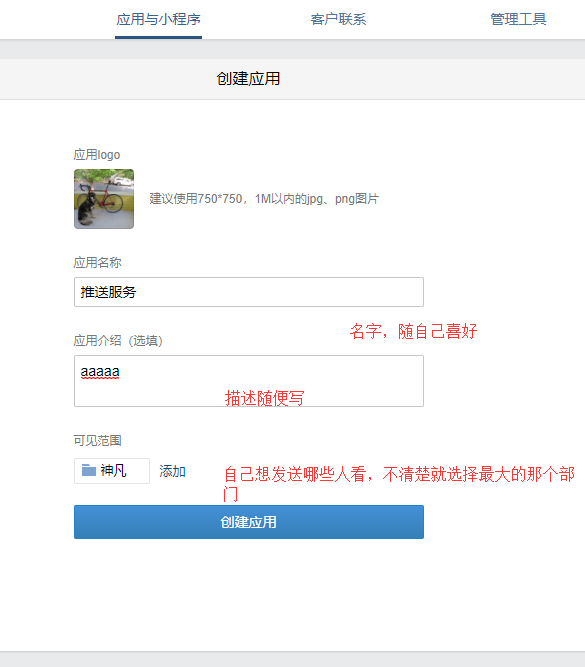 应用与小程序 客户联系 管理工具
创建应用
应用logo
建议使用750*750，1M以内的jpg、png图片
应用名称
推送服务
名字，随自己喜好
应用介绍（选填）
aaaaa
描述随便写
可见范围
神凡 添加 自己想发送哪些人看，不清楚就选择最大的那个部
门
创建应用